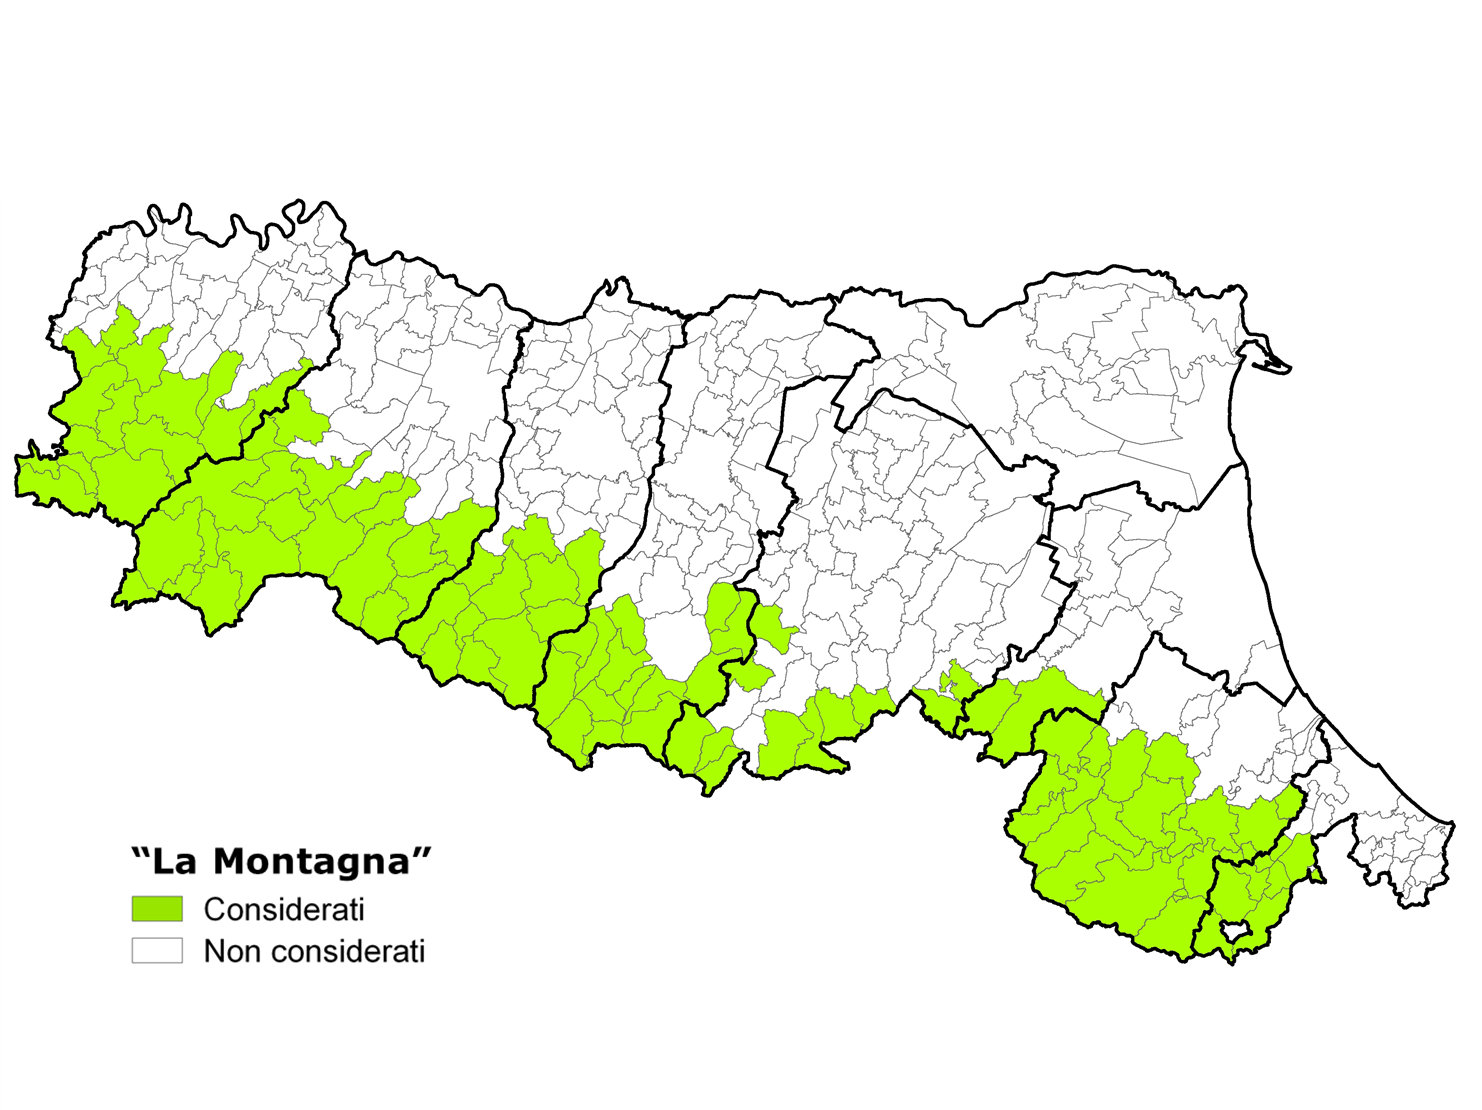 “La Montagna”
Considerati
Non considerati